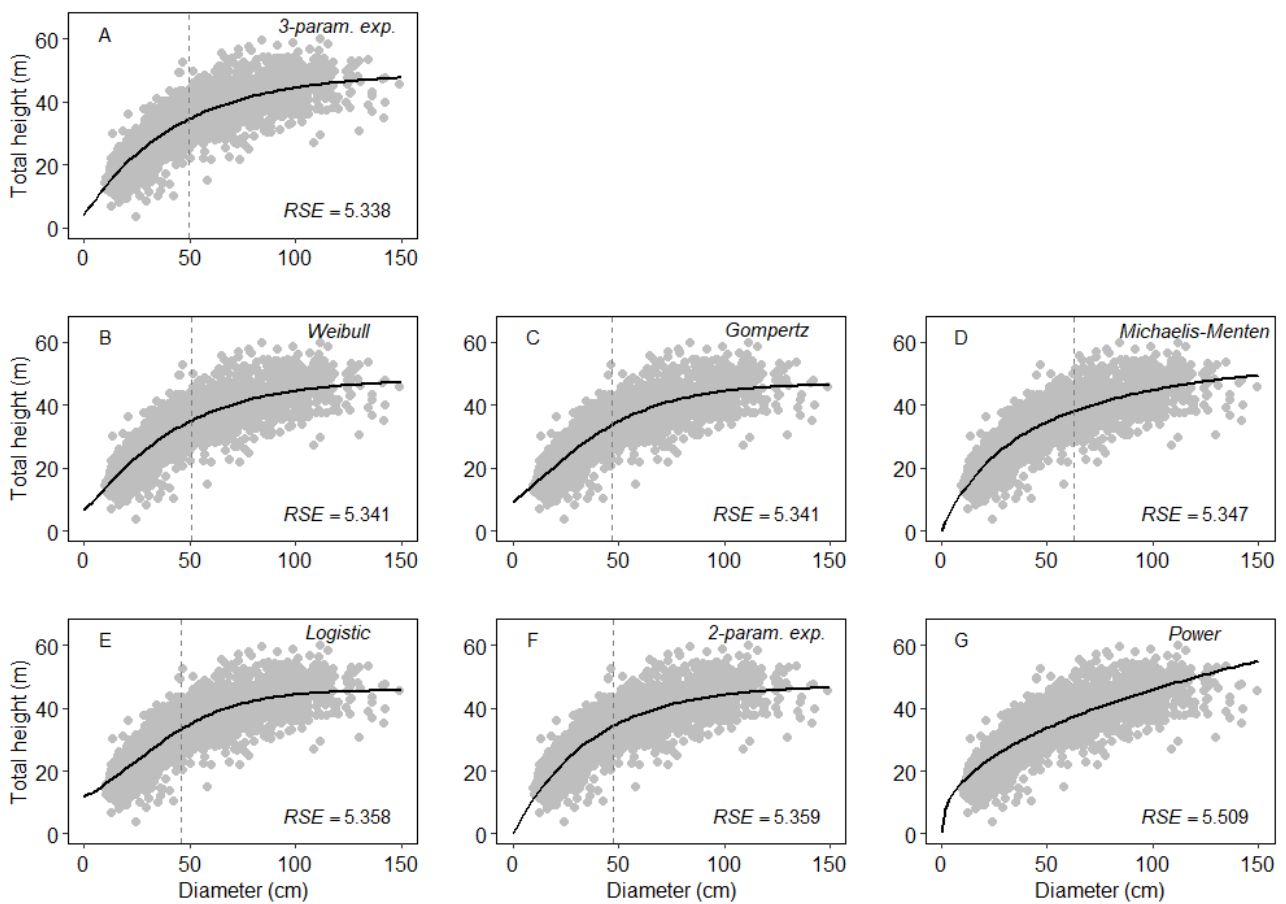 A 3-param. exp.
Total height (m)
60
40
20
0
RSE = 5.338
0 50 100 150
B Weibull
Total height (m)
60
40
20
0
RSE = 5.341
0 50 100 150
C Gompertz
60
40
20
0
RSE = 5.341
0 50 100 150
D Michaelis-Menten
60
40
20
0
RSE = 5.347
0 50 100 150
E Logistic
Total height (m)
60
40
20
0
RSE = 5.358
0 50 100 150
Diameter (cm)
F 2-param. exp.
60
40
20
0
RSE = 5.359
0 50 100 150
Diameter (cm)
G Power
60
40
20
0
RSE = 5.509
0 50 100 150
Diameter (cm)